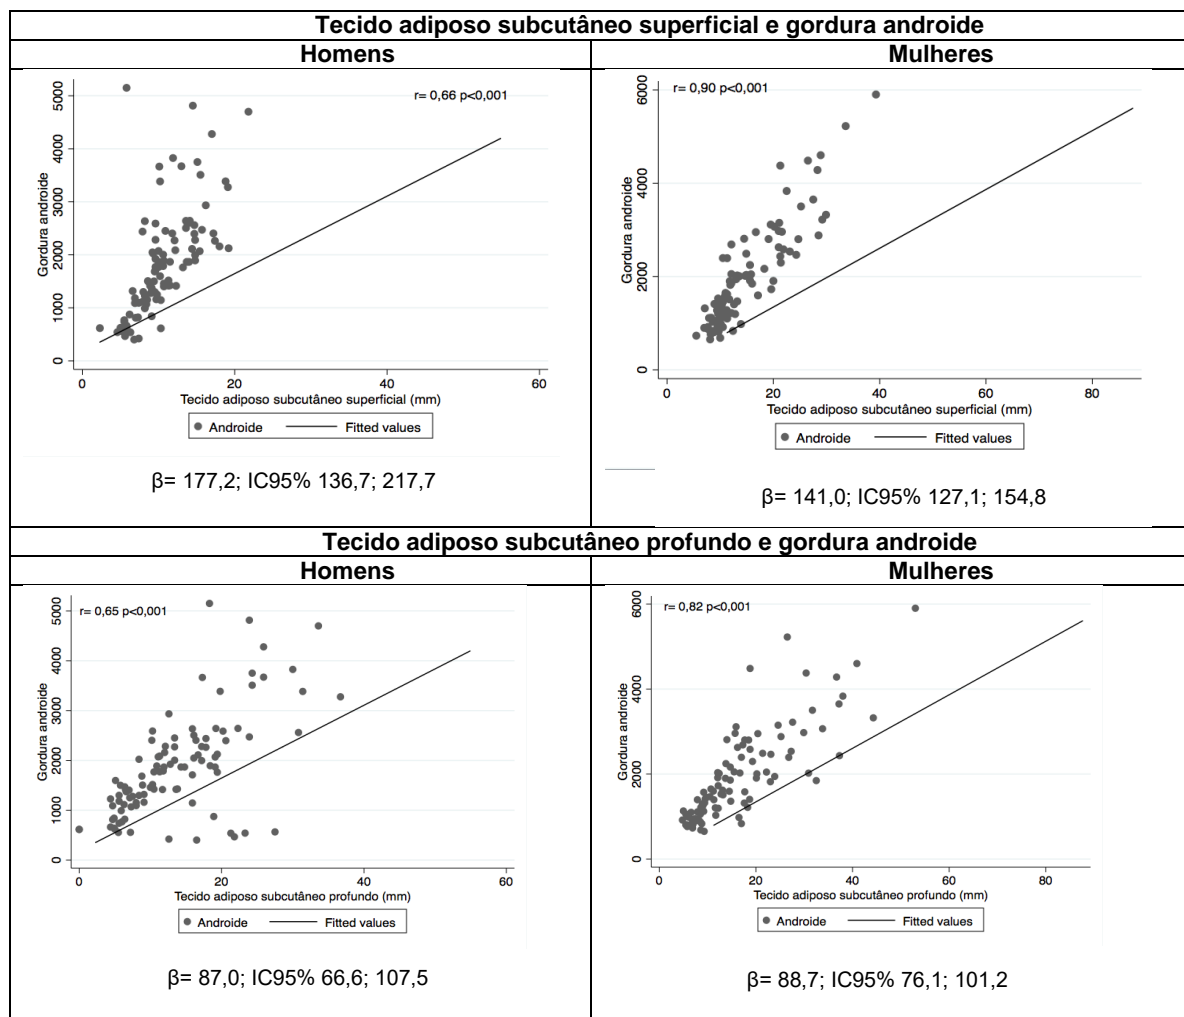 Tecido adiposo subcutâneo superficial e gordura androide
Homens
Mulheres
r= 0,66 p<0,001
Gordura androide
0 1000 2000 3000 4000 5000
0 20 40 60
Tecido adiposo subcutâneo superficial (mm)
Androide Fitted values
β= 177,2; IC95% 136,7; 217,7
r= 0,90 p<0,001
Gordura androide
0 2000 4000 6000
0 20 40 60 80
Tecido adiposo subcutâneo superficial (mm)
Androide Fitted values
β= 141,0; IC95% 127,1; 154,8
Tecido adiposo subcutâneo profundo e gordura androide
Homens
Mulheres
r= 0,65 p<0,001
Gordura androide
0 1000 2000 3000 4000 5000
0 20 40 60
Tecido adiposo subcutâneo profundo (mm)
Androide Fitted values
β= 87,0; IC95% 66,6; 107,5
r= 0,82 p<0,001
Gordura androide
0 2000 4000 6000
0 20 40 60 80
Tecido adiposo subcutâneo profundo (mm)
Androide Fitted values
β= 88,7; IC95% 76,1; 101,2